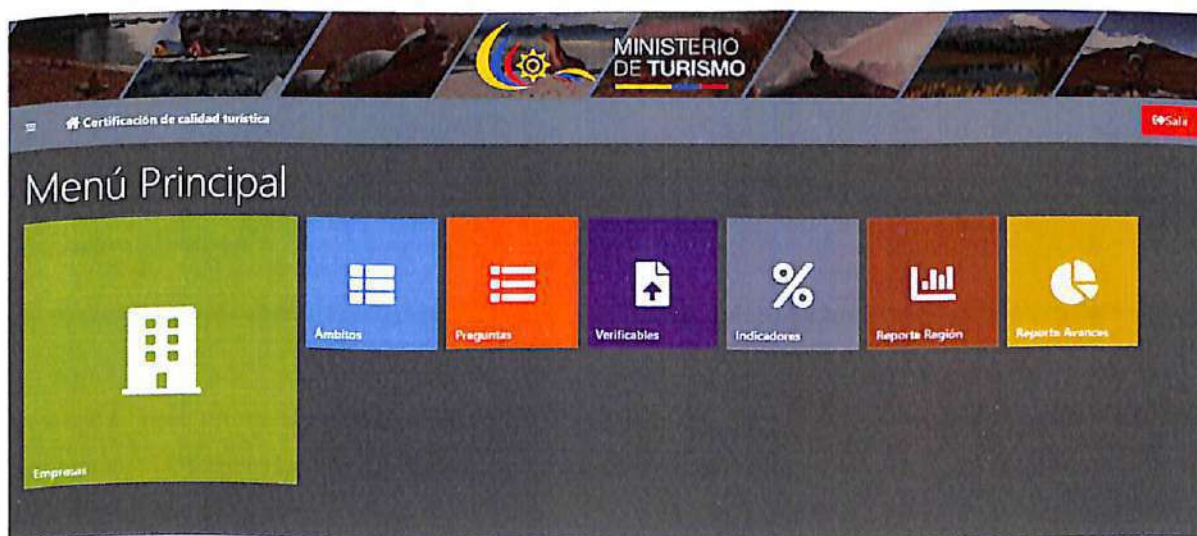 MINISTERIO
DE TURISMO
Certificación de calidad turística
Salir
Menú Principal
Ámbitos
Preguntas
Verificables
Indicadores
Reporte Región
Reporte Avances
Empresas